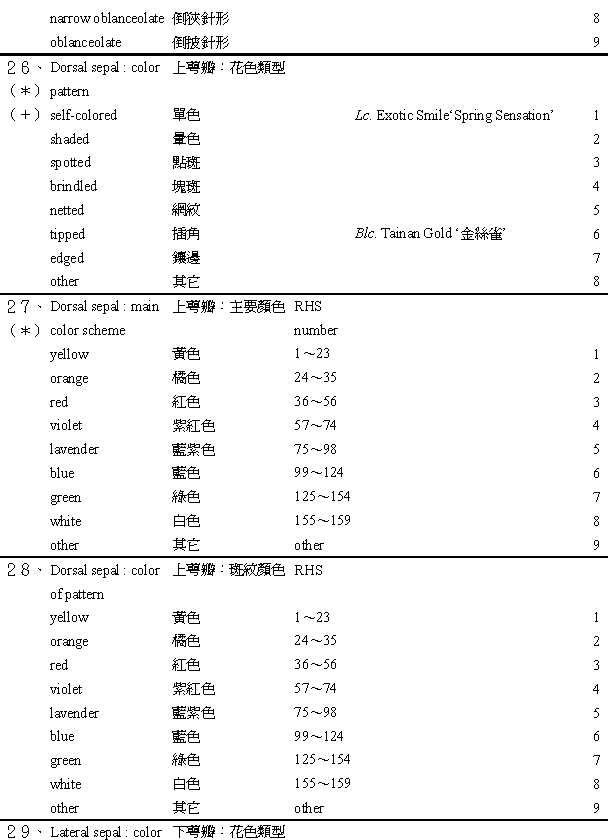 narrow oblanceolate 倒狹針形 8
oblanceolate 倒披針形 9
２６、 Dorsal sepal : color 上萼瓣：花色類型
（＊） pattern
（＋） self-colored 單色 Lc. Exotic Smile‘Spring Sensation’ 1
shaded 暈色 2
spotted 點斑 3
brindled 塊斑 4
netted 網紋 5
tipped 插角 Blc. Tainan Gold ‘金絲雀’ 6
edged 鑲邊 7
other 其它 8
２７、 Dorsal sepal : main 上萼瓣：主要顏色 RHS
（＊） color scheme number
yellow 黃色 1～23 1
orange 橘色 24～35 2
red 紅色 36～56 3
violet 紫紅色 57～74 4
lavender 藍紫色 75～98 5
blue 藍色 99～124 6
green 綠色 125～154 7
white 白色 155～159 8
other 其它 other 9
２８、 Dorsal sepal : color 上萼瓣：斑紋顏色 RHS
of pattern
yellow 黃色 1～23 1
orange 橘色 24～35 2
red 紅色 36～56 3
violet 紫紅色 57～74 4
lavender 藍紫色 75～98 5
blue 藍色 99～124 6
green 綠色 125～154 7
white 白色 155～159 8
other 其它 other 9
２９、 Lateral sepal : color 下萼瓣：花色類型